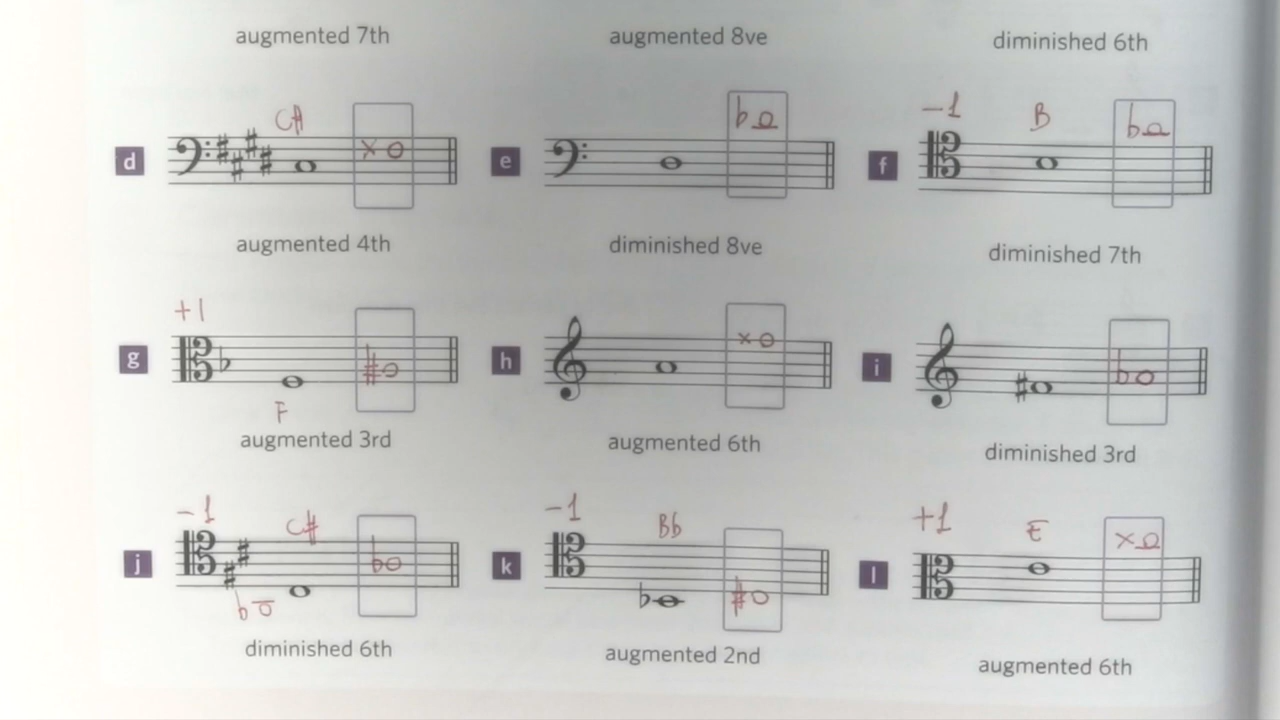 augmented 7th augmented 8ve diminished 6th
-1
C# B
d e f
augmented 4th diminished 8ve diminished 7th
+1
g h i
F
augmented 3rd augmented 6th diminished 3rd
-1 C# -1 Bb +1 E
j k l
diminished 6th augmented 2nd augmented 6th